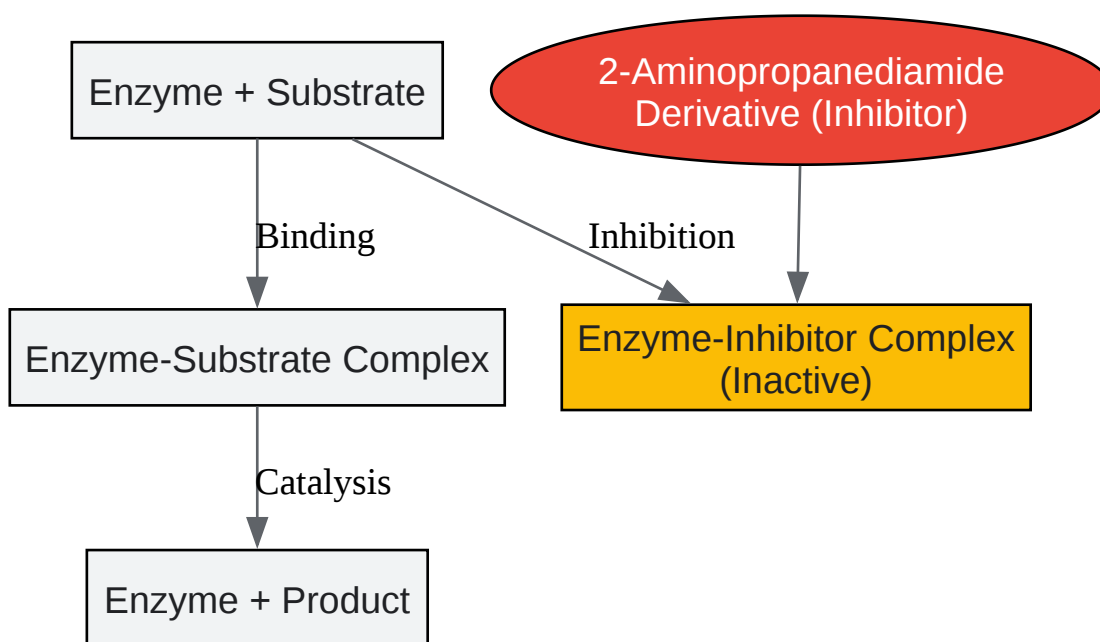 Enzyme + Substrate
2-Aminopropanediamide
Derivative (Inhibitor)
Binding
Inhibition
Enzyme-Substrate Complex
Enzyme-Inhibitor Complex
(Inactive)
Catalysis
Enzyme + Product